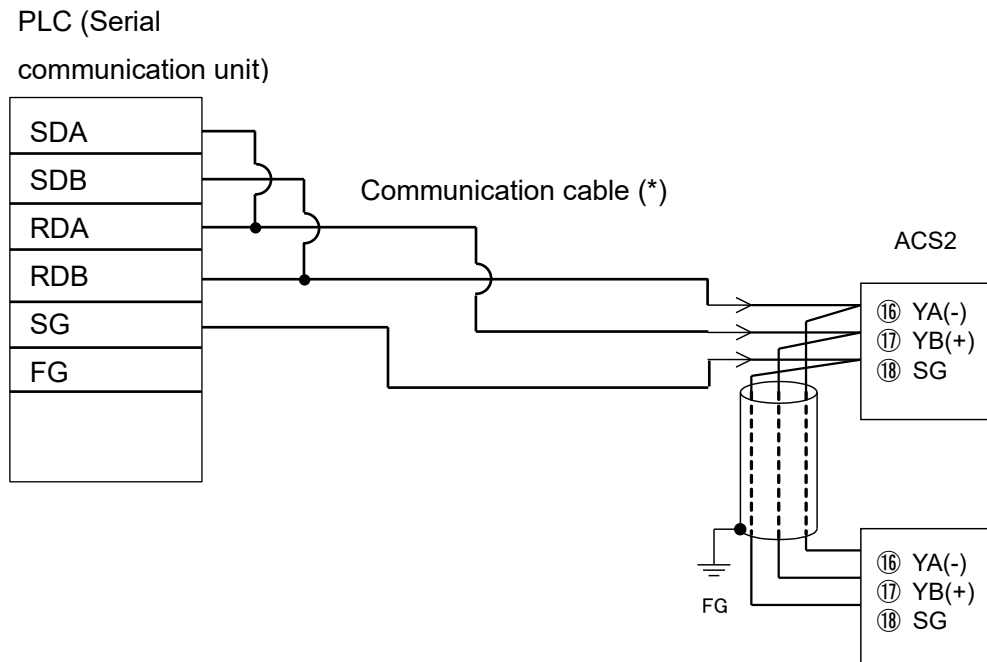 PLC (Serial
communication unit)
SDA
SDB
RDA
RDB
SG
FG
Communication cable (*)
ACS2
⑯ YA(-)
⑰ YB(+)
⑱ SG
FG
⑯ YA(-)
⑰ YB(+)
⑱ SG